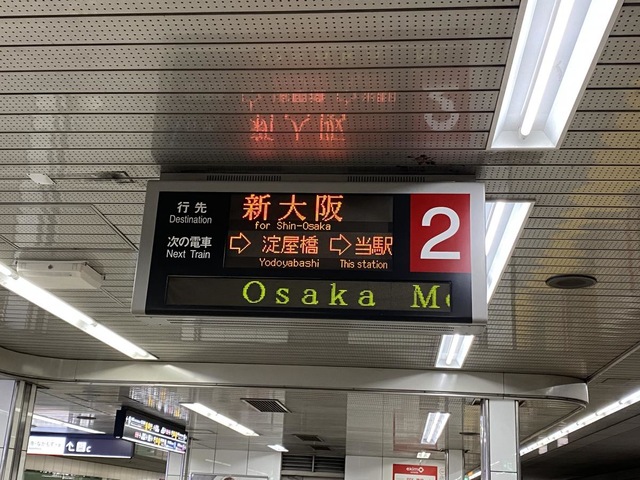 行先
Destination
新大阪
for Shin-Osaka
次の電車
Next Train
⇨ 淀屋橋 ⇨ 当駅
Yodoyabashi This station
2
Osaka Me